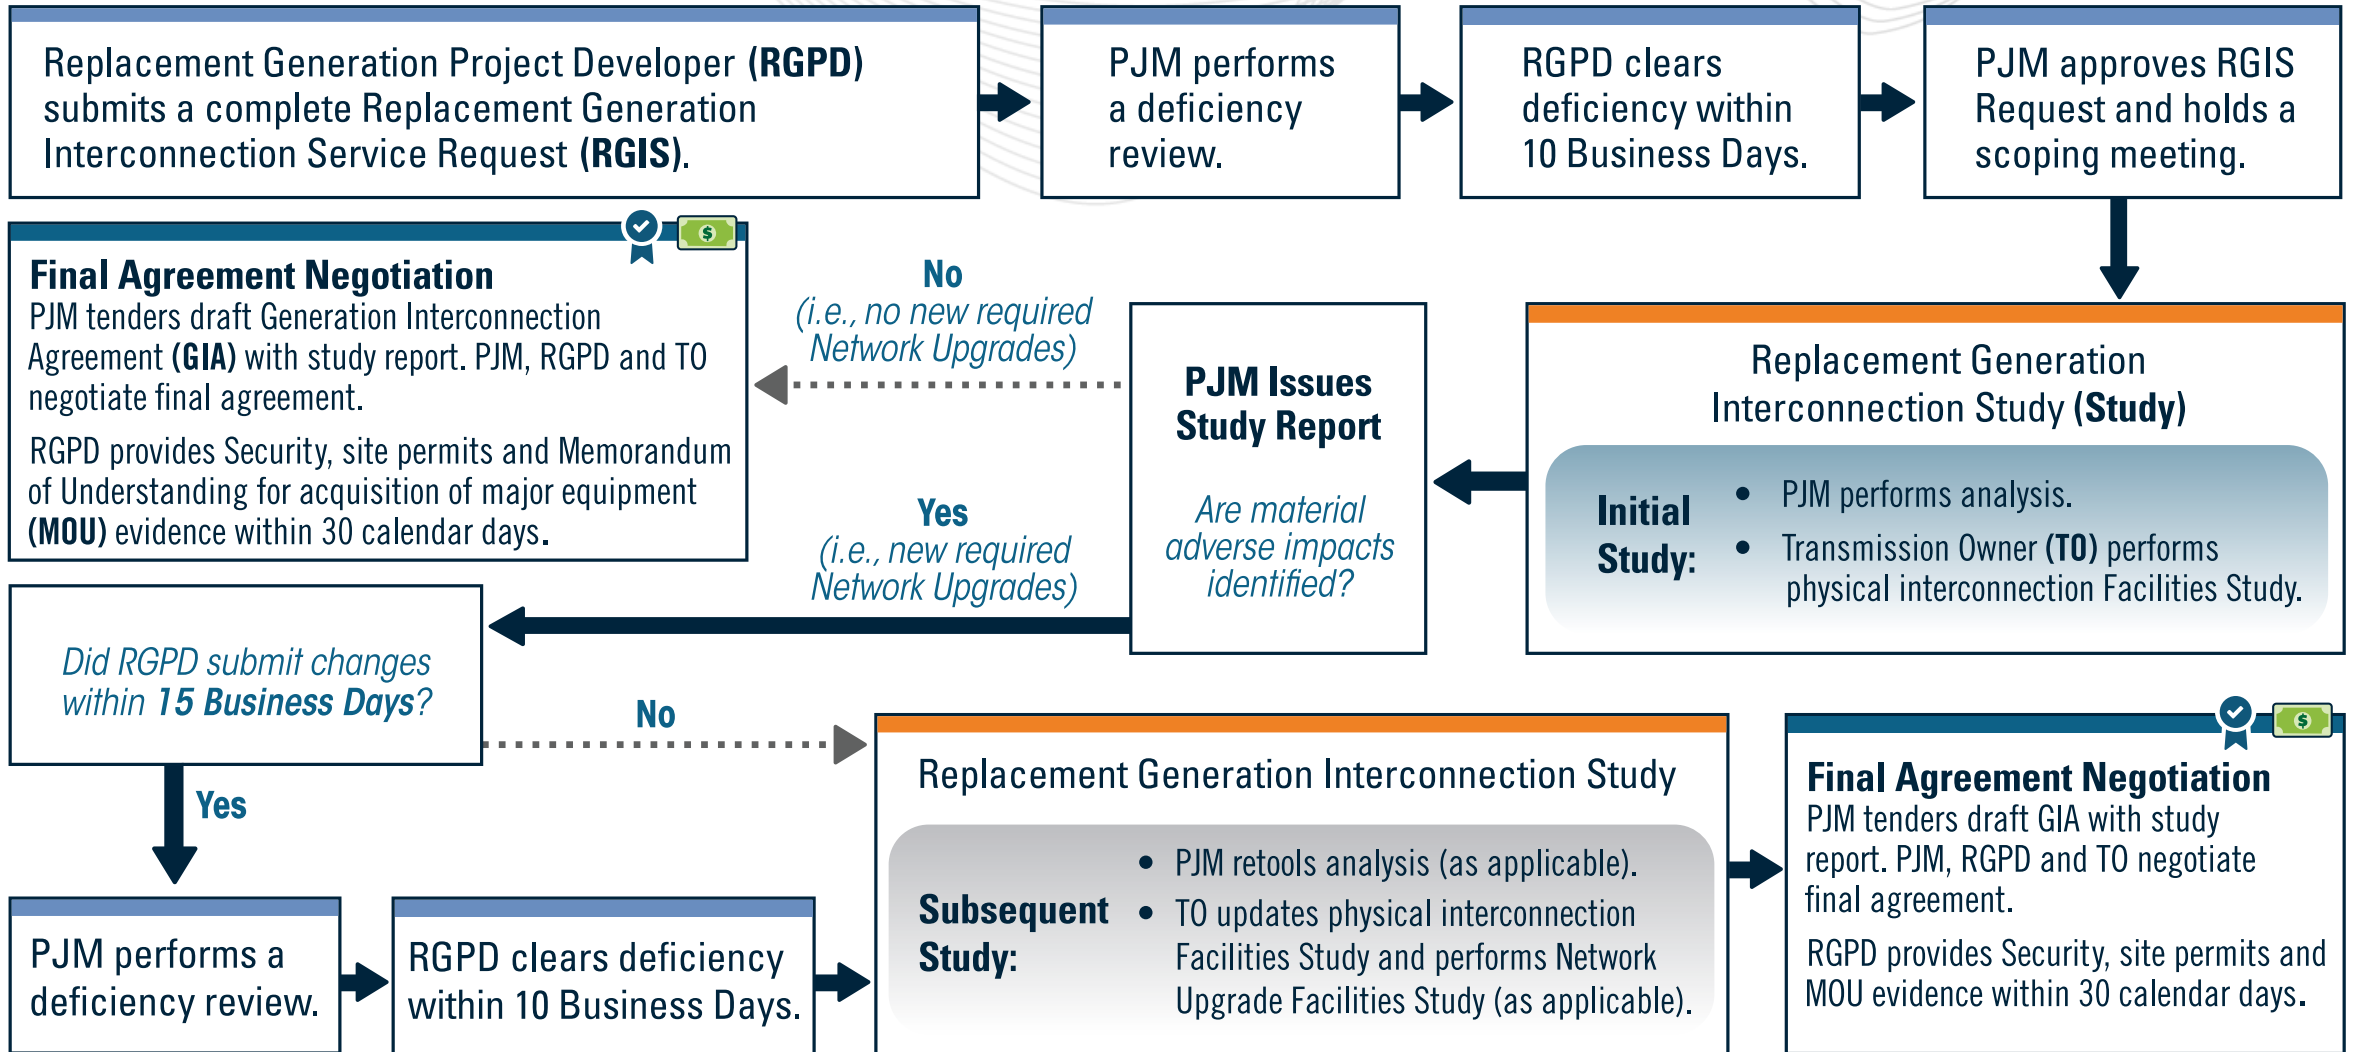 Replacement Generation Project Developer (RGPD)
submits a complete Replacement Generation
Interconnection Service Request (RGIS).
PJM performs
a deficiency
review.
RGPD clears
deficiency within
10 Business Days.
PJM approves RGIS
Request and holds a
scoping meeting.
Replacement Generation
Interconnection Study (Study)
Initial
Study:
• PJM performs analysis.
• Transmission Owner (TO) performs
physical interconnection Facilities Study.
PJM Issues
Study Report
Are material
adverse impacts
identified?
No
(i.e., no new required
Network Upgrades)
Final Agreement Negotiation
PJM tenders draft Generation Interconnection
Agreement (GIA) with study report. PJM, RGPD and TO
negotiate final agreement.
RGPD provides Security, site permits and Memorandum
of Understanding for acquisition of major equipment
(MOU) evidence within 30 calendar days.
$
Yes
(i.e., new required
Network Upgrades)
Did RGPD submit changes
within 15 Business Days?
No
Yes
PJM performs a
deficiency review.
RGPD clears deficiency
within 10 Business Days.
Replacement Generation Interconnection Study
Subsequent
Study:
• PJM retools analysis (as applicable).
• TO updates physical interconnection
Facilities Study and performs Network
Upgrade Facilities Study (as applicable).
$
Final Agreement Negotiation
PJM tenders draft GIA with study
report. PJM, RGPD and TO negotiate
final agreement.
RGPD provides Security, site permits and
MOU evidence within 30 calendar days.